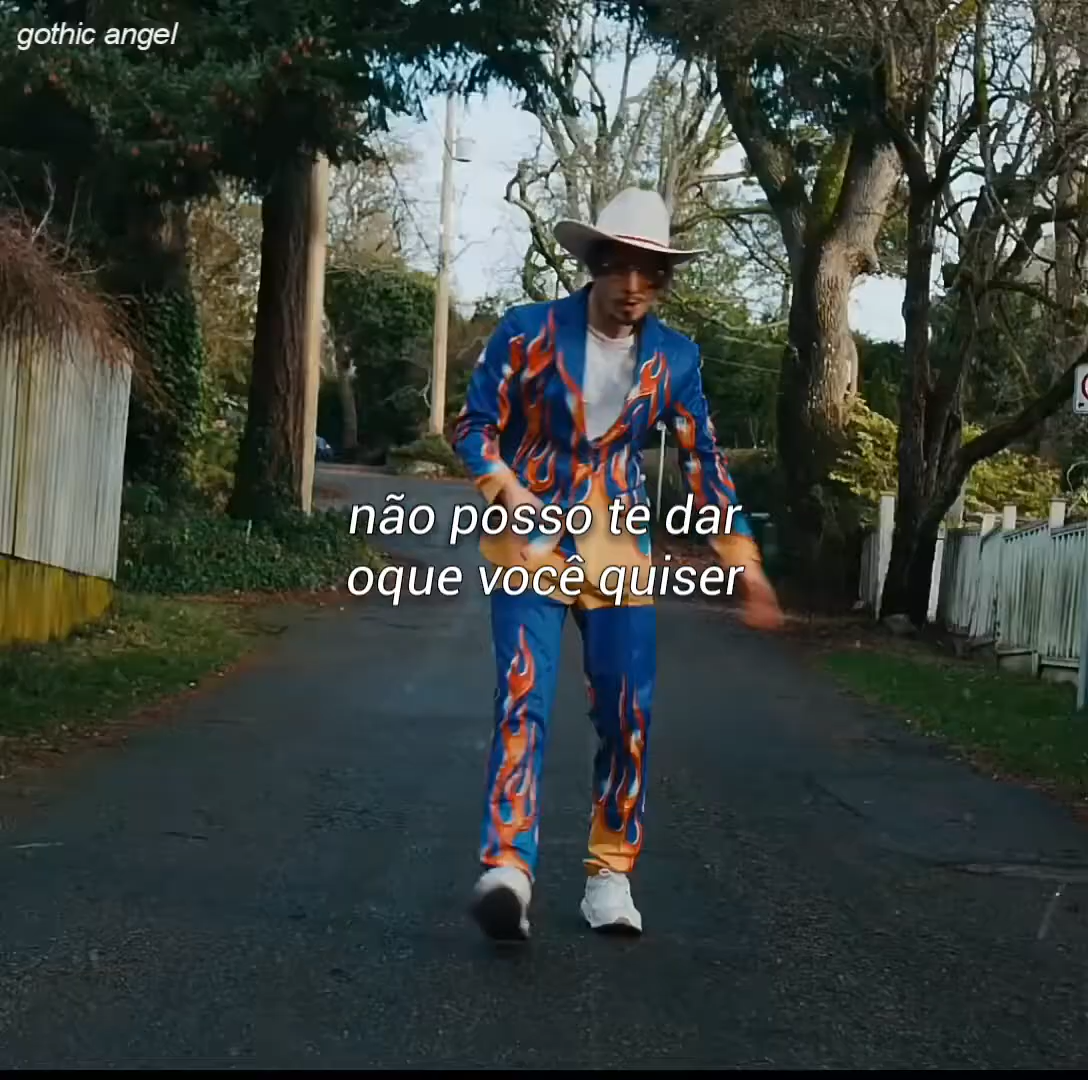 gothic angel
não posso te dar
oque você quiser